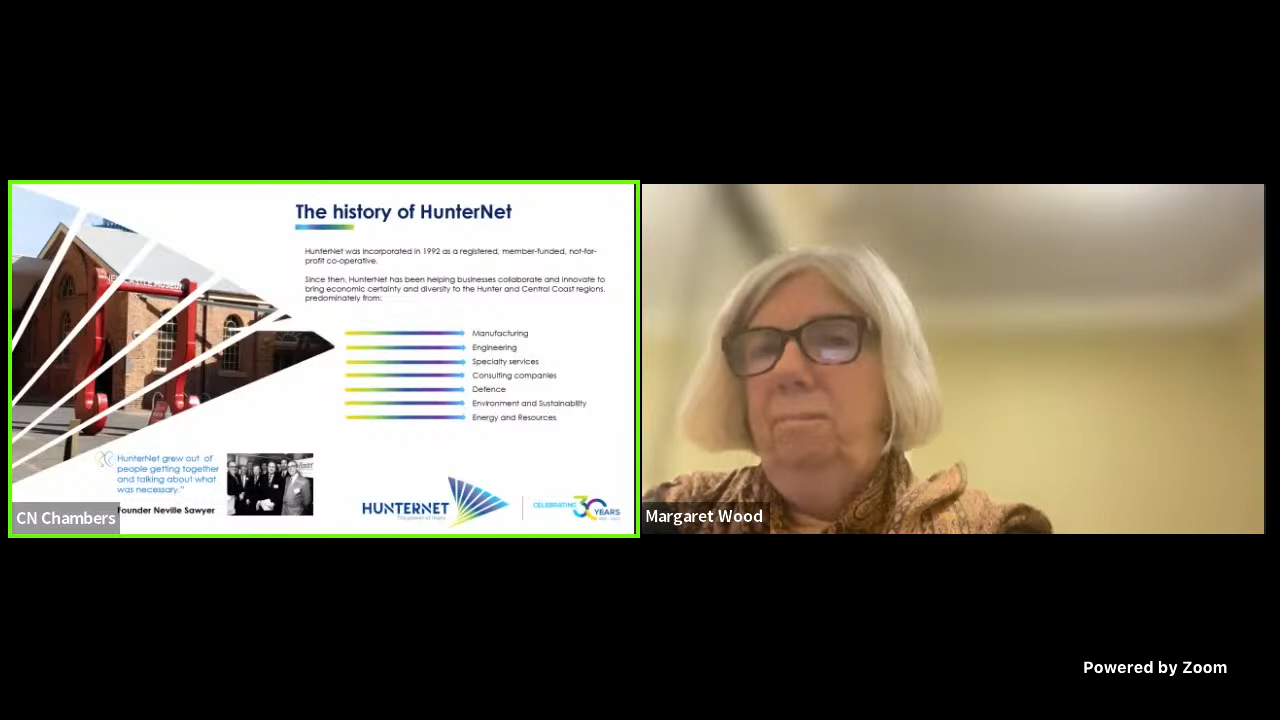 The history of HunterNet
HunterNet was incorporated in 1992 as a registered, member-funded, not-for-
profit co-operative.
Since then, HunterNet has been helping businesses collaborate and innovate to
bring economic certainty and diversity to the Hunter and Central Coast regions,
predominately from:
Manufacturing
Engineering
Specialty services
Consulting companies
Defence
Environment and Sustainability
Energy and Resources
HunterNet grew out of
people getting together
and talking about what
was necessary."
Founder Neville Sawyer
HUNTERNET
CELEBRATING 30 YEARS
CN Chambers
Margaret Wood
Powered by Zoom